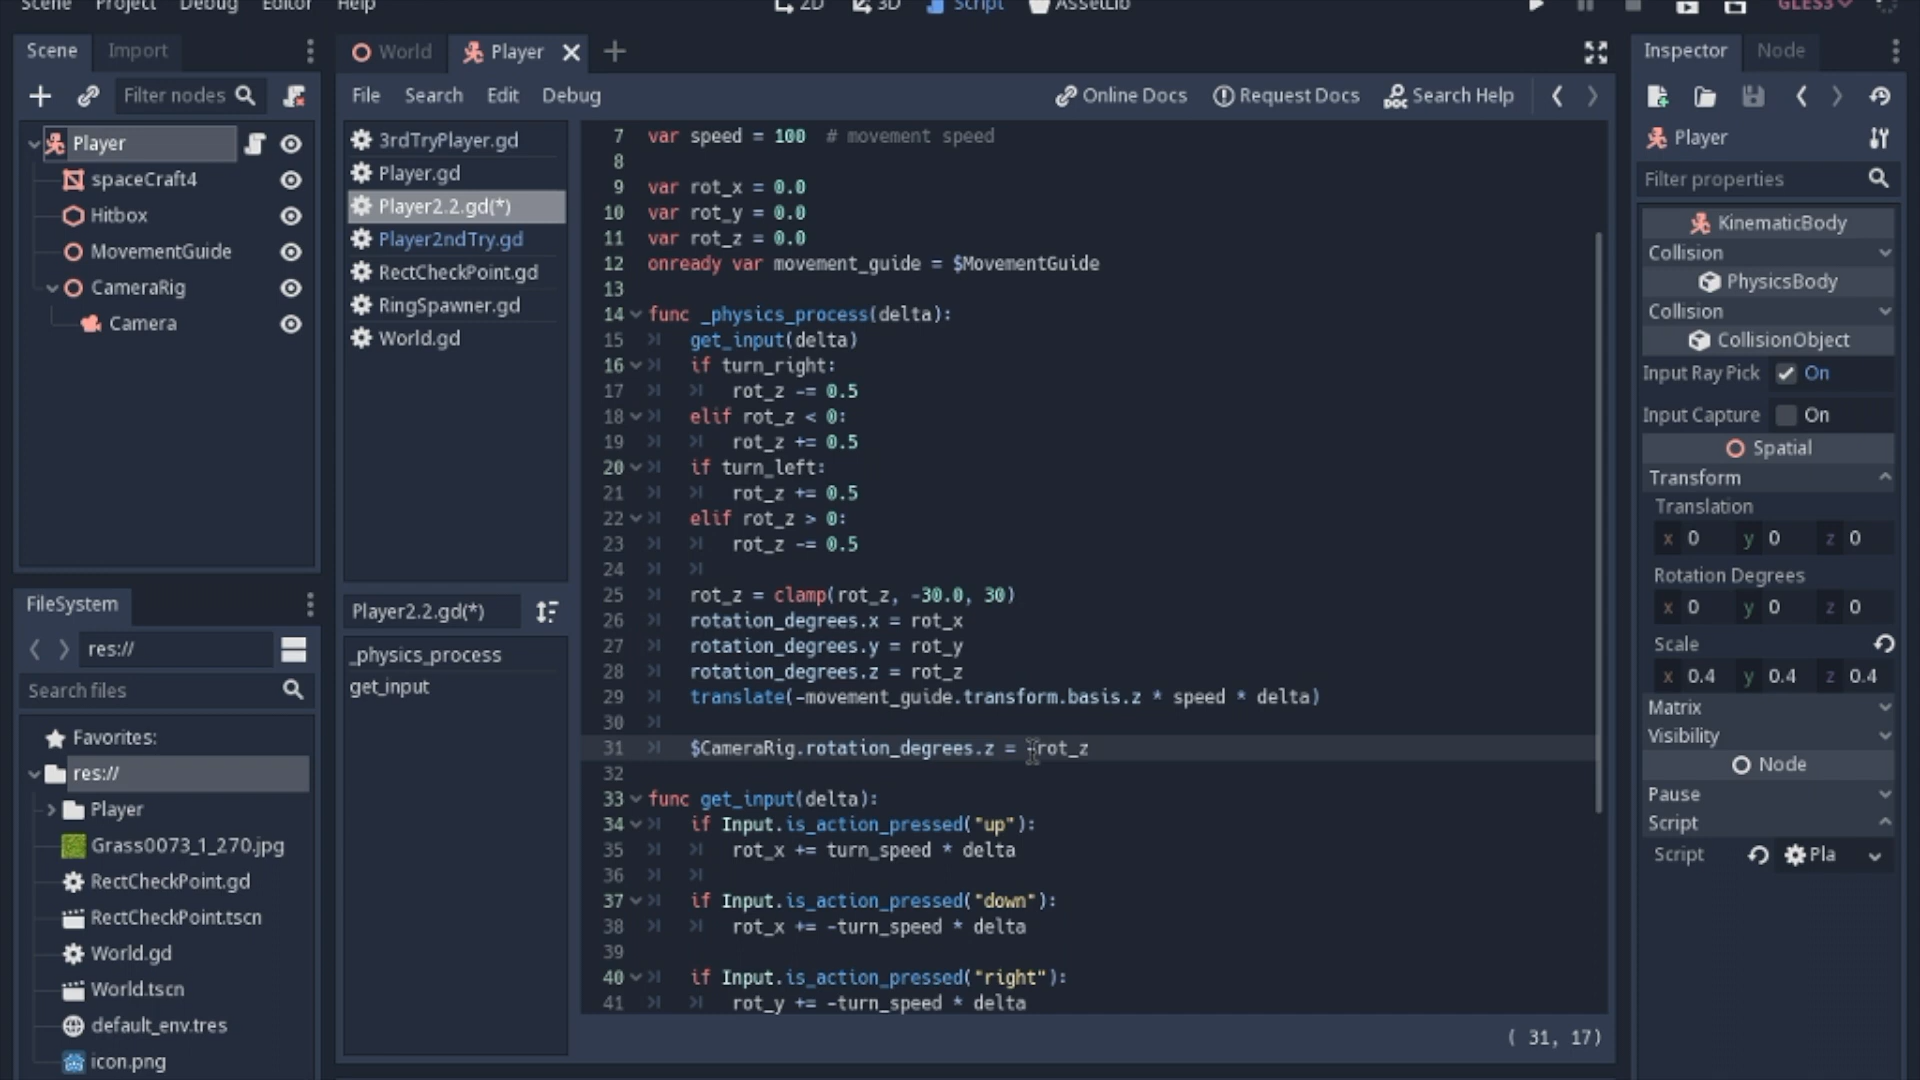 Scene Project Debug Editor Help
2D 3D Script AssetLib
GLES3
Scene Import
Filter nodes
Player
spaceCraft4
Hitbox
MovementGuide
CameraRig
Camera
FileSystem
res://
Search files
Favorites:
res://
Player
Grass0073_1_270.jpg
RectCheckPoint.gd
RectCheckPoint.tscn
World.gd
World.tscn
default_env.tres
icon.png
World Player
File Search Edit Debug
Online Docs Request Docs Search Help
3rdTryPlayer.gd
Player.gd
Player2.2.gd(*)
Player2ndTry.gd
RectCheckPoint.gd
RingSpawner.gd
World.gd
Player2.2.gd(*)
_physics_process
get_input
7 var speed = 100 # movement speed
8
9 var rot_x = 0.0
10 var rot_y = 0.0
11 var rot_z = 0.0
12 onready var movement_guide = $MovementGuide
13
14 func _physics_process(delta):
15 get_input(delta)
16 if turn_right:
17 rot_z -= 0.5
18 elif rot_z < 0:
19 rot_z += 0.5
20 if turn_left:
21 rot_z += 0.5
22 elif rot_z > 0:
23 rot_z -= 0.5
24
25 rot_z = clamp(rot_z, -30.0, 30)
26 rotation_degrees.x = rot_x
27 rotation_degrees.y = rot_y
28 rotation_degrees.z = rot_z
29 translate(-movement_guide.transform.basis.z * speed * delta)
30
31 $CameraRig.rotation_degrees.z = -rot_z
32
33 func get_input(delta):
34 if Input.is_action_pressed("up"):
35 rot_x += turn_speed * delta
36
37 if Input.is_action_pressed("down"):
38 rot_x += -turn_speed * delta
39
40 if Input.is_action_pressed("right"):
41 rot_y += -turn_speed * delta
( 31, 17)
Inspector Node
Player
Filter properties
KinematicBody
Collision
PhysicsBody
Collision
CollisionObject
Input Ray Pick On
Input Capture On
Spatial
Transform
Translation
x 0 y 0 z 0
Rotation Degrees
x 0 y 0 z 0
Scale
x 0.4 y 0.4 z 0.4
Matrix
Visibility
Node
Pause
Script
Script Pla